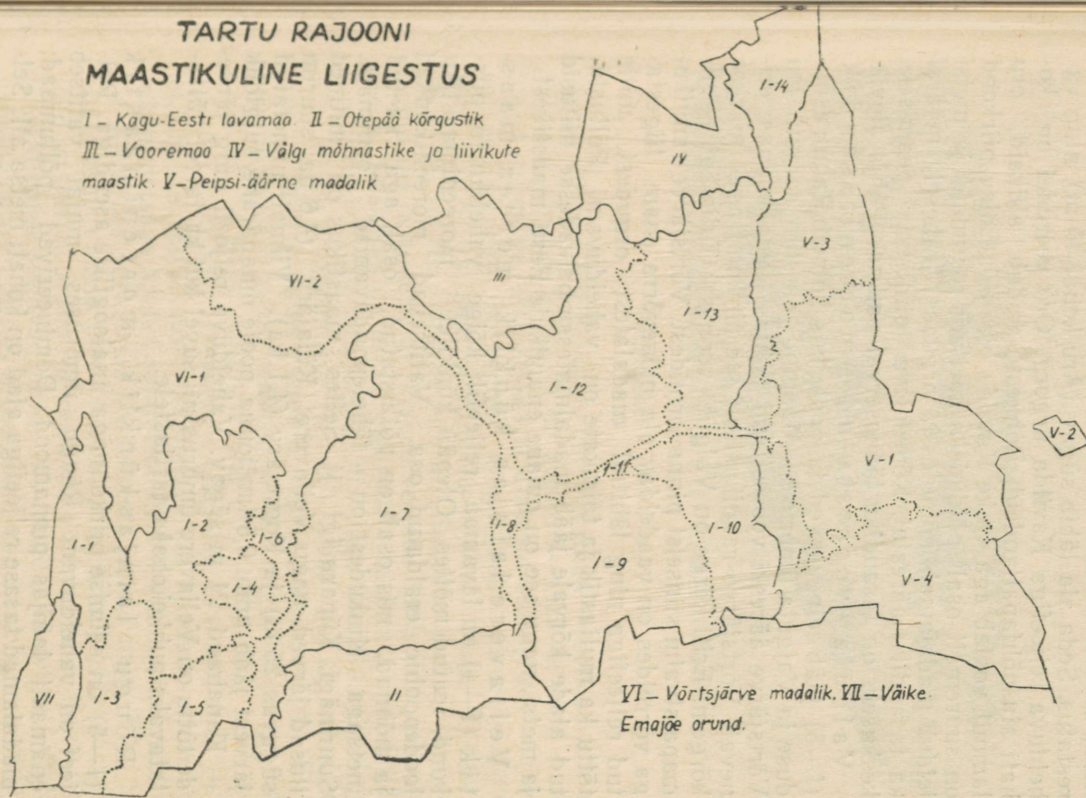 TARTU RAJOONI
MAASTIKULINE LIIGESTUS
I – Kagu-Eesti lavamaa II – Otepää kõrgustik
III – Vooremaa IV – Välgi mõhnastike ja liivikute
maastik. V – Peipsi-äärne madalik
I-14
IV
V-3
VI-2
III
I-13
VI-1
I-12
V-2
V-1
I-11
I-2
I-7
I-8
I-10
I-1
I-6
I-9
I-4
V-4
VII
I-3
I-5
II
VI – Võrtsjärve madalik. VII – Väike
Emajõe orund.